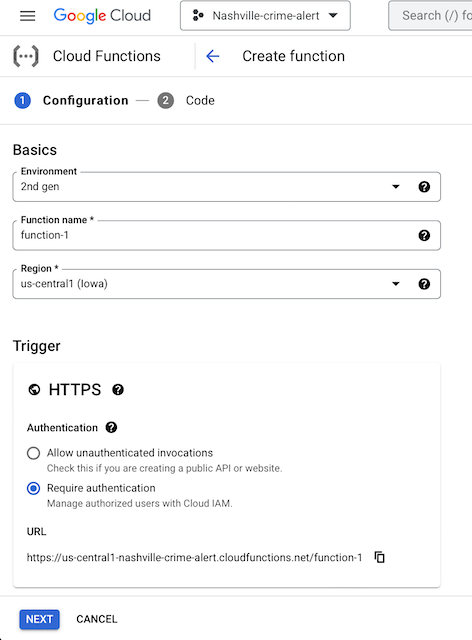 Google Cloud
Nashville-crime-alert
Search (/) fo
Cloud Functions
Create function
1 Configuration — 2 Code
Basics
Environment
2nd gen
Function name *
function-1
Region *
us-central1 (Iowa)
Trigger
HTTPS
Authentication
Allow unauthenticated invocations
Check this if you are creating a public API or website.
Require authentication
Manage authorized users with Cloud IAM.
URL
https://us-central1-nashville-crime-alert.cloudfunctions.net/function-1
NEXT
CANCEL